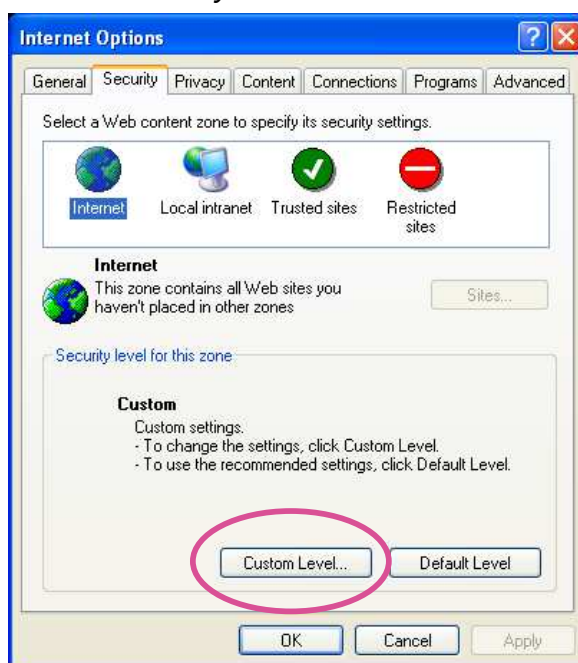 Internet Options
General Security Privacy Content Connections Programs Advanced
Select a Web content zone to specify its security settings.
Internet Local intranet Trusted sites Restricted sites
Internet
This zone contains all Web sites you
haven't placed in other zones
Sites...
Security level for this zone
Custom
Custom settings.
- To change the settings, click Custom Level.
- To use the recommended settings, click Default Level.
Custom Level... Default Level
OK Cancel Apply